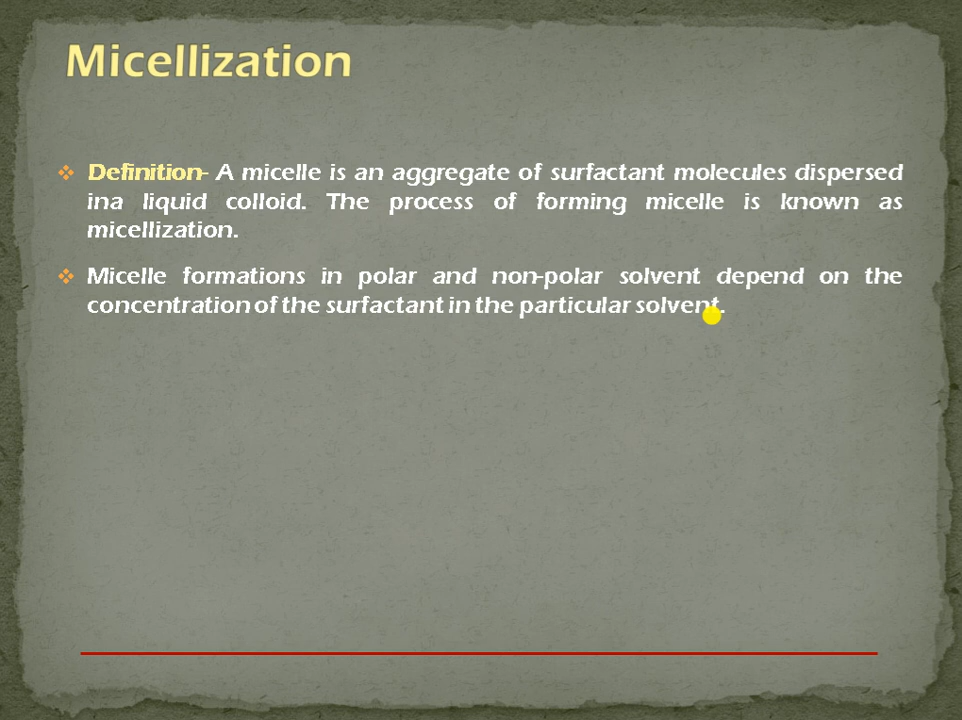 Micellization
Definition- A micelle is an aggregate of surfactant molecules dispersed
ina liquid colloid. The process of forming micelle is known as
micellization.
Micelle formations in polar and non-polar solvent depend on the
concentration of the surfactant in the particular solvent.